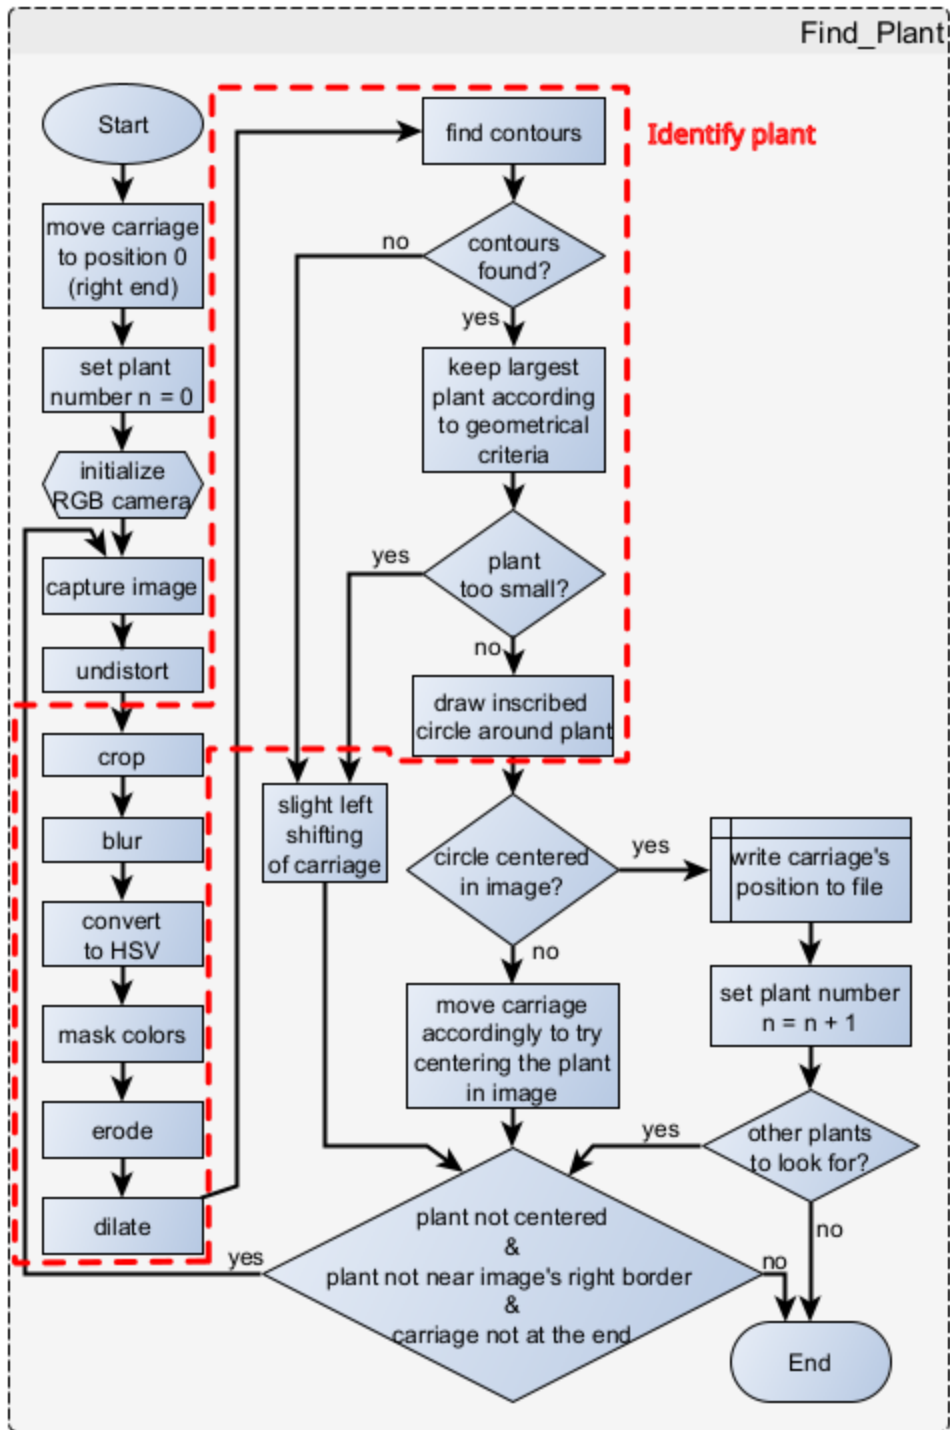 Find_Plant
Start
move carriage
to position 0
(right end)
set plant
number n = 0
initialize
RGB camera
capture image
undistort
crop
blur
convert
to HSV
mask colors
erode
dilate
Identify plant
find contours
contours
found?
no
yes
keep largest
plant according
to geometrical
criteria
plant
too small?
yes
no
draw inscribed
circle around plant
slight left
shifting
of carriage
circle centered
in image?
yes
no
write carriage's
position to file
set plant number
n = n + 1
move carriage
accordingly to try
centering the plant
in image
other plants
to look for?
yes
no
plant not centered
&
plant not near image's right border
&
carriage not at the end
yes
no
End